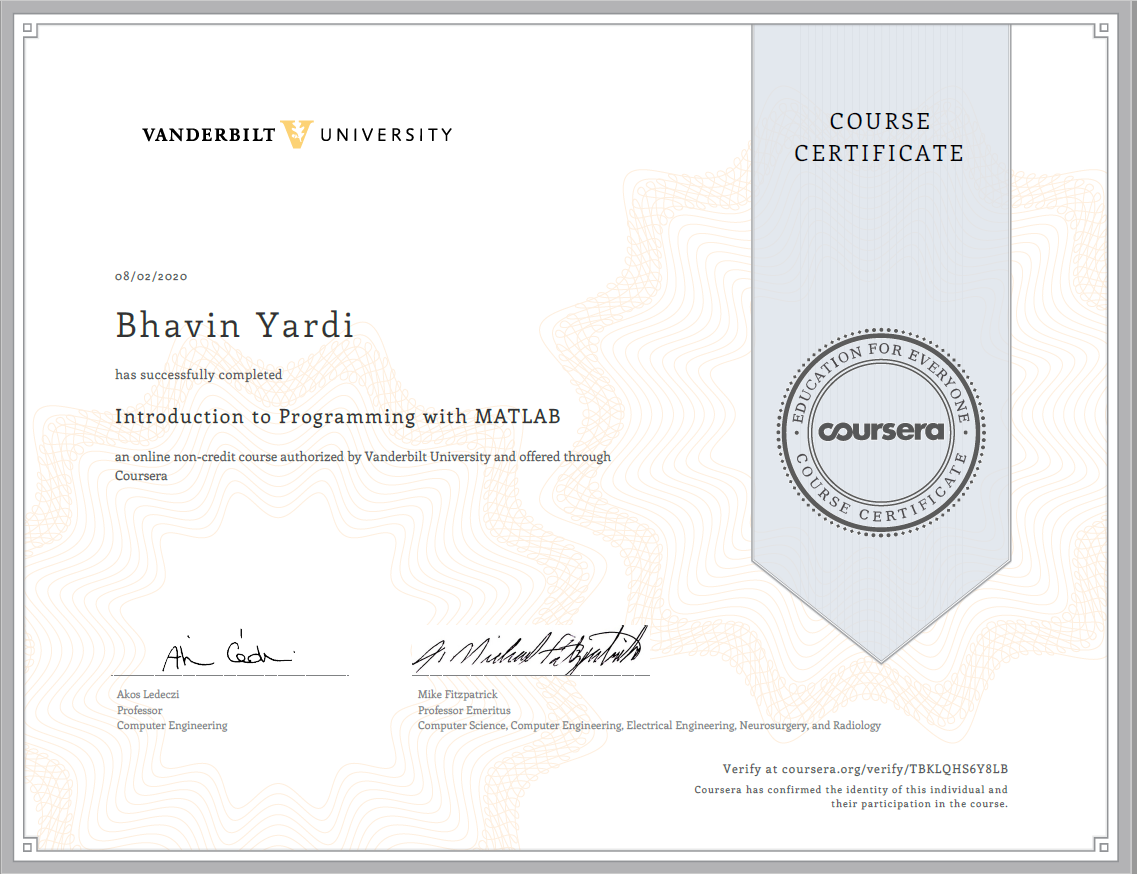 VANDERBILT UNIVERSITY
COURSE
CERTIFICATE
08/02/2020
Bhavin Yardi
has successfully completed
Introduction to Programming with MATLAB
an online non-credit course authorized by Vanderbilt University and offered through
Coursera
EDUCATION FOR EVERYONE
coursera
COURSE CERTIFICATE
Akos Ledeczi
Professor
Computer Engineering
J. Michael Fitzpatrick
Mike Fitzpatrick
Professor Emeritus
Computer Science, Computer Engineering, Electrical Engineering, Neurosurgery, and Radiology
Verify at coursera.org/verify/TBKLQHS6Y8LB
Coursera has confirmed the identity of this individual and
their participation in the course.